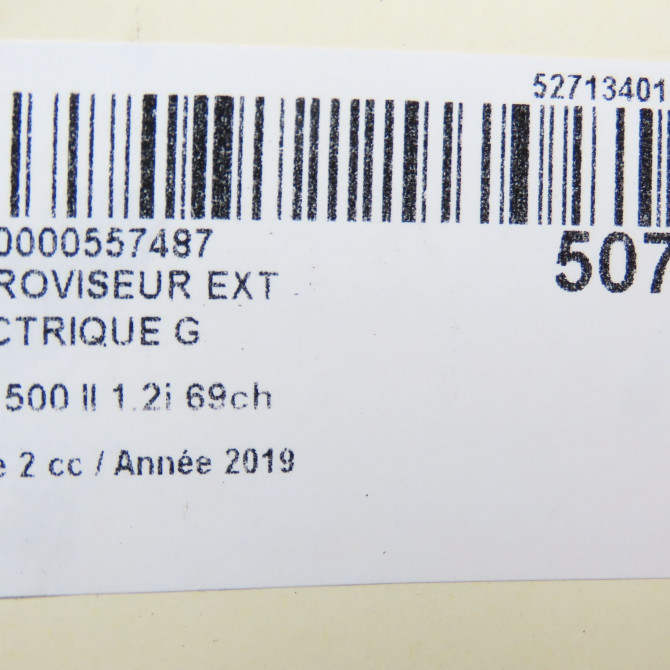 52713401
0000557487
507
ROVISEUR EXT
CTRIQUE G
500 II 1.2i 69ch
e 2 cc / Année 2019